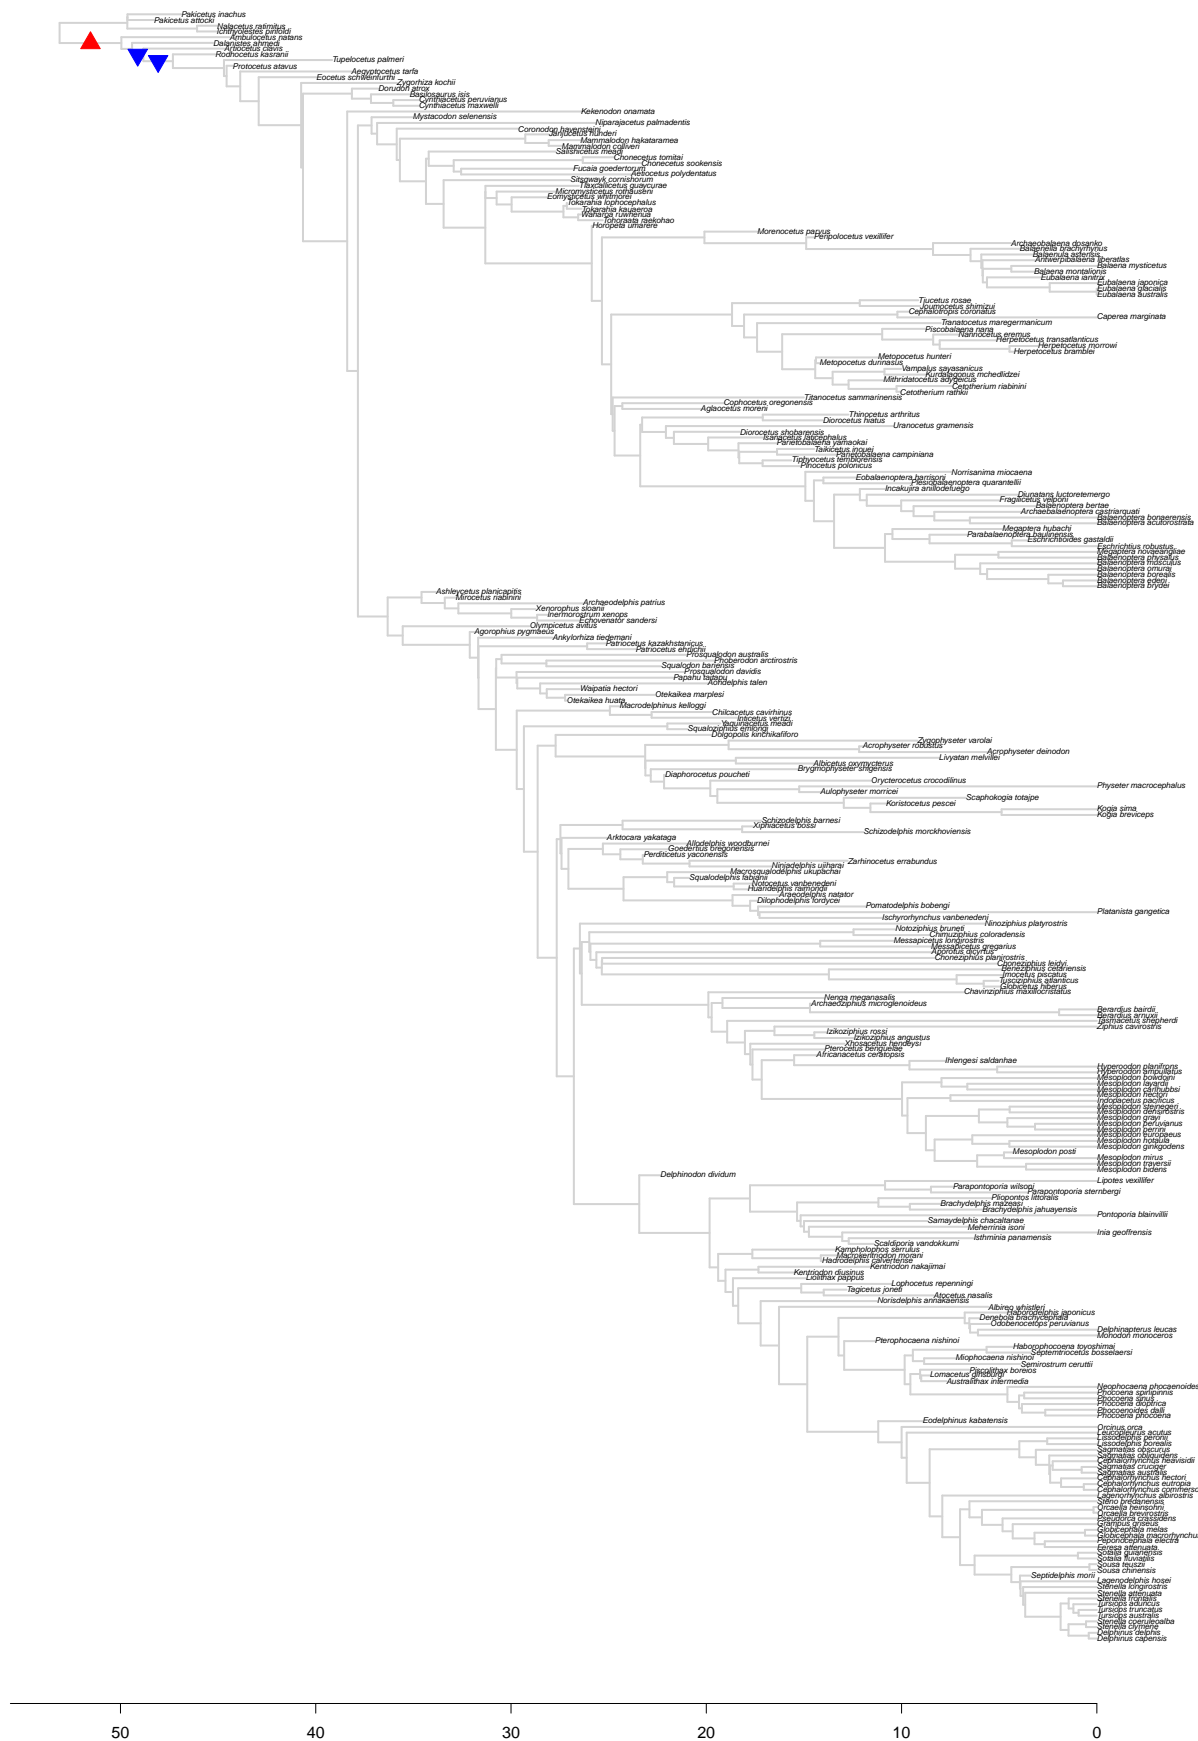 Pakicetus inachus
Pakicetus attocki
Nalacetus ratimitus
Ichthyolestes pinfoldi
Ambulocetus natans
Dalanistes ahmedi
Artiocetus clavis
Rodhocetus kasranii
Tupelocetus palmeri
Protocetus atavus
Aegyptocetus tarfa
Eocetus schweinfurthi
Zygorhiza kochii
Dorudon atrox
Basilosaurus isis
Cynthiacetus peruvianus
Cynthiacetus maxwelli
Kekenodon onamata
Mystacodon selenensis
Niparajacetus palmadentis
Coronodon havensteini
Janjucetus hunderi
Mammalodon hakataramea
Mammalodon colliveri
Salishicetus meadi
Chonecetus tomitai
Chonecetus sookensis
Fucaia goedertorum
Aetiocetus polydentatus
Sitsqwayk cornishorum
Tlaxcallicetus guaycurae
Micromysticetus rothauseni
Eomysticetus whitmorei
Tokarahia lophocephalus
Tokarahia kauaeroa
Waharoa ruwhenua
Tohoraata raekohao
Horopeta umarere
Morenocetus parvus
Peripolocetus vexillifer
Archaeobalaena dosanko
Balaenella brachyrhynus
Balaenula astensis
Antwerpibalaena liberatlas
Balaena mysticetus
Balaena montalionis
Eubalaena ianitrix
Eubalaena japonica
Eubalaena glacialis
Eubalaena australis
Tiucetus rosae
Joumocetus shimizui
Cephalotropis coronatus
Caperea marginata
Tranatocetus maregermanicum
Piscobalaena nana
Nannocetus eremus
Herpetocetus transatlanticus
Herpetocetus morrowi
Herpetocetus bramblei
Metopocetus hunteri
Metopocetus durinasus
Vampalus sayasanicus
Kurdalagonus mchedlidzei
Mithridatocetus adygeicus
Cetotherium riabinini
Cetotherium rathkii
Titanocetus sammarinensis
Cophocetus oregonensis
Aglaocetus moreni
Thinocetus arthritus
Diorocetus hiatus
Uranocetus gramensis
Diorocetus shobarensis
Isanacetus laticephalus
Parietobalaena yamaokai
Taikicetus inouei
Parietobalaena campiniana
Tiphyocetus temblorensis
Pinocetus polonicus
Norrisanima miocaena
Eobalaenoptera harrisoni
Plesiobalaenoptera quarantellii
Incakujira anillodefuego
Diunatans luctoretemergo
Fragilicetus velponi
Balaenoptera bertae
Archaebalaenoptera castriarquati
Balaenoptera bonaerensis
Balaenoptera acutorostrata
Megaptera hubachi
Parabalaenoptera baulinensis
Eschrichtioides gastaldii
Eschrichtius robustus
Megaptera novaeangliae
Balaenoptera physalus
Balaenoptera musculus
Balaenoptera omurai
Balaenoptera borealis
Balaenoptera edeni
Balaenoptera brydei
Ashleycetus planicapitis
Mirocetus riabinini
Archaeodelphis patrius
Xenorophus sloanii
Inermorostrum xenops
Echovenator sandersi
Olympicetus avitus
Agorophius pygmaeus
Ankylorhiza tiedemani
Patriocetus kazakhstanicus
Patriocetus ehrlichii
Prosqualodon australis
Phoberodon arctirostris
Squalodon bariensis
Prosqualodon davidis
Papahu taitapu
Aondelphis talen
Waipatia hectori
Otekaikea marplesi
Otekaikea huata
Macrodelphinus kelloggi
Chilcacetus cavirhinus
Inticetus vertizi
Yaquinacetus meadi
Squaloziphius emlongi
Dolgopolis kinchikafiforo
Zygophyseter varolai
Acrophyseter robustus
Acrophyseter deinodon
Livyatan melvillei
Albicetus oxymycterus
Brygmophyseter shigensis
Diaphorocetus poucheti
Orycterocetus crocodilinus
Physeter macrocephalus
Aulophyseter morricei
Scaphokogia totajpe
Koristocetus pescei
Kogia sima
Kogia breviceps
Schizodelphis barnesi
Xiphiacetus bossi
Schizodelphis morckhoviensis
Arktocara yakataga
Allodelphis woodburnei
Goedertius oregonensis
Perditicetus yaconensis
Zarhinocetus errabundus
Ninjadelphis ujiharai
Macrosqualodelphis ukupachai
Squalodelphis fabianii
Notocetus vanbenedeni
Huaridelphis raimondii
Araeodelphis natator
Dilophodelphis fordycei
Pomatodelphis bobengi
Platanista gangetica
Ischyrorhynchus vanbenedeni
Ninoziphius platyrostris
Notoziphius bruneti
Chimuziphius coloradensis
Messapicetus longirostris
Messapicetus gregarius
Aporotus dicyrtus
Choneziphius planirostris
Choneziphius leidyi
Beneziphius cetariensis
Imocetus piscatus
Tusciziphius atlanticus
Globicetus hiberus
Chavinziphius maxillocristatus
Nenga meganasalis
Archaeoziphius microglenoideus
Berardius bairdii
Berardius arnuxii
Tasmacetus shepherdi
Ziphius cavirostris
Izikoziphius rossi
Izikoziphius angustus
Xhosacetus hendeysi
Pterocetus benguelae
Africanacetus ceratopsis
Ihlengesi saldanhae
Hyperoodon planifrons
Hyperoodon ampullatus
Mesoplodon bowdoini
Mesoplodon layardii
Mesoplodon carlhubbsi
Mesoplodon hectori
Indopacetus pacificus
Mesoplodon stejnegeri
Mesoplodon densirostris
Mesoplodon grayi
Mesoplodon peruvianus
Mesoplodon perrini
Mesoplodon europaeus
Mesoplodon hotaula
Mesoplodon ginkgodens
Mesoplodon posti
Mesoplodon mirus
Mesoplodon traversii
Mesoplodon bidens
Delphinodon dividum
Lipotes vexillifer
Parapontoporia wilsoni
Parapontoporia sternbergi
Pliopontos littoralis
Brachydelphis mazeasi
Brachydelphis jahuayensis
Pontoporia blainvillii
Samaydelphis chacaltanae
Meherrinia isoni
Inia geoffrensis
Isthminia panamensis
Scaldiporia vandokkumi
Kampholophos serrulus
Macrokentriodon morani
Hadrodelphis calvertense
Kentriodon nakajimai
Kentriodon diusinus
Liolithax pappus
Lophocetus repenningi
Tagicetus joneti
Atocetus nasalis
Norisdelphis annakaensis
Albireo whistleri
Haborodelphis japonicus
Denebola brachycephala
Odobenocetops peruvianus
Delphinapterus leucas
Monodon monoceros
Pterophocaena nishinoi
Haborophocoena toyoshimai
Septemtriocetus bosselaersi
Miophocaena nishinoi
Semirostrum ceruttii
Piscolithax boreios
Lomacetus ginsburgi
Australithax intermedia
Neophocaena phocaenoides
Phocoena spinipinnis
Phocoena sinus
Phocoena dioptrica
Phocoenoides dalli
Phocoena phocoena
Eodelphinus kabatensis
Orcinus orca
Leucopleurus acutus
Lissodelphis peronii
Lissodelphis borealis
Sagmatias obscurus
Sagmatias obliquidens
Cephalorhynchus heavisidii
Sagmatias cruciger
Sagmatias australis
Cephalorhynchus hectori
Cephalorhynchus eutropia
Cephalorhynchus commerso
Lagenorhynchus albirostris
Steno bredanensis
Orcaella heinsohni
Orcaella brevirostris
Pseudorca crassidens
Grampus griseus
Globicephala melas
Globicephala macrorhynchus
Peponocephala electra
Feresa attenuata
Sotalia guianensis
Sotalia fluviatilis
Sousa teuszii
Sousa chinensis
Septidelphis morii
Lagenodelphis hosei
Stenella longirostris
Stenella attenuata
Stenella frontalis
Tursiops aduncus
Tursiops truncatus
Tursiops australis
Stenella coeruleoalba
Stenella clymene
Delphinus delphis
Delphinus capensis
50 40 30 20 10 0